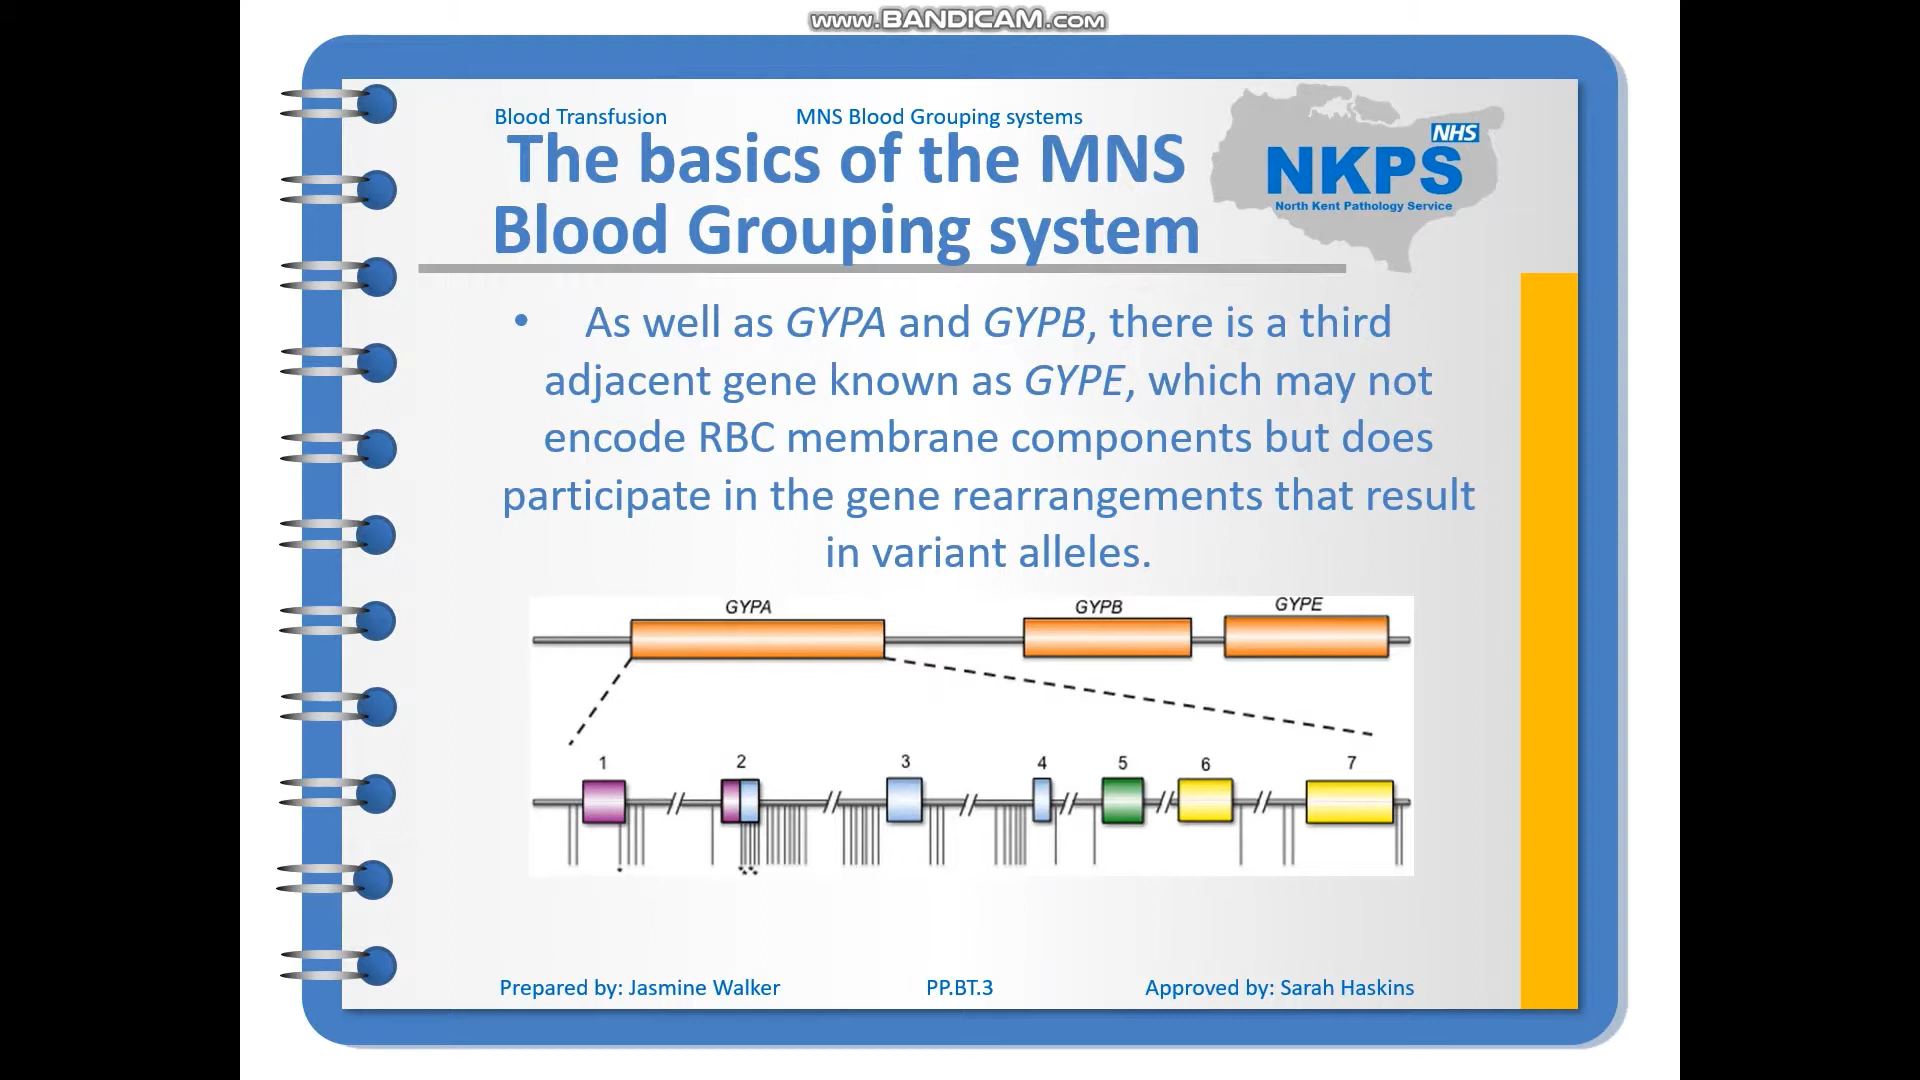 www.BANDICAM.com
Blood Transfusion MNS Blood Grouping systems
The basics of the MNS
Blood Grouping system
NHS
NKPS
North Kent Pathology Service
• As well as GYPA and GYPB, there is a third
adjacent gene known as GYPE, which may not
encode RBC membrane components but does
participate in the gene rearrangements that result
in variant alleles.
GYPA GYPB GYPE
1 2 3 4 5 6 7
Prepared by: Jasmine Walker PP.BT.3 Approved by: Sarah Haskins